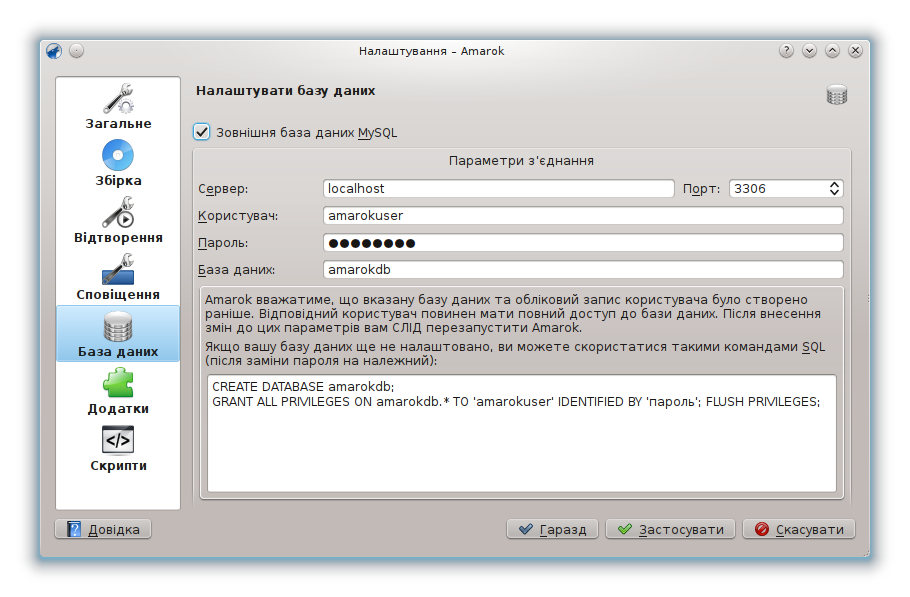 Налаштування – Amarok
Загальне
Збірка
Відтворення
Сповіщення
База даних
Додатки
Скрипти
Налаштувати базу даних
Зовнішня база даних MySQL
Параметри з’єднання
Сервер: localhost Порт: 3306
Користувач: amarokuser
Пароль: ●●●●●●●●
База даних: amarokdb
Amarok вважатиме, що вказану базу даних та обліковий запис користувача було створено
раніше. Відповідний користувач повинен мати повний доступ до бази даних. Після внесення
змін до цих параметрів вам СЛІД перезапустити Amarok.
Якщо вашу базу даних ще не налаштовано, ви можете скористатися такими командами SQL
(після заміни пароля на належний):
CREATE DATABASE amarokdb;
GRANT ALL PRIVILEGES ON amarokdb.* TO 'amarokuser' IDENTIFIED BY 'пароль'; FLUSH PRIVILEGES;
Довідка Гаразд Застосувати Скасувати